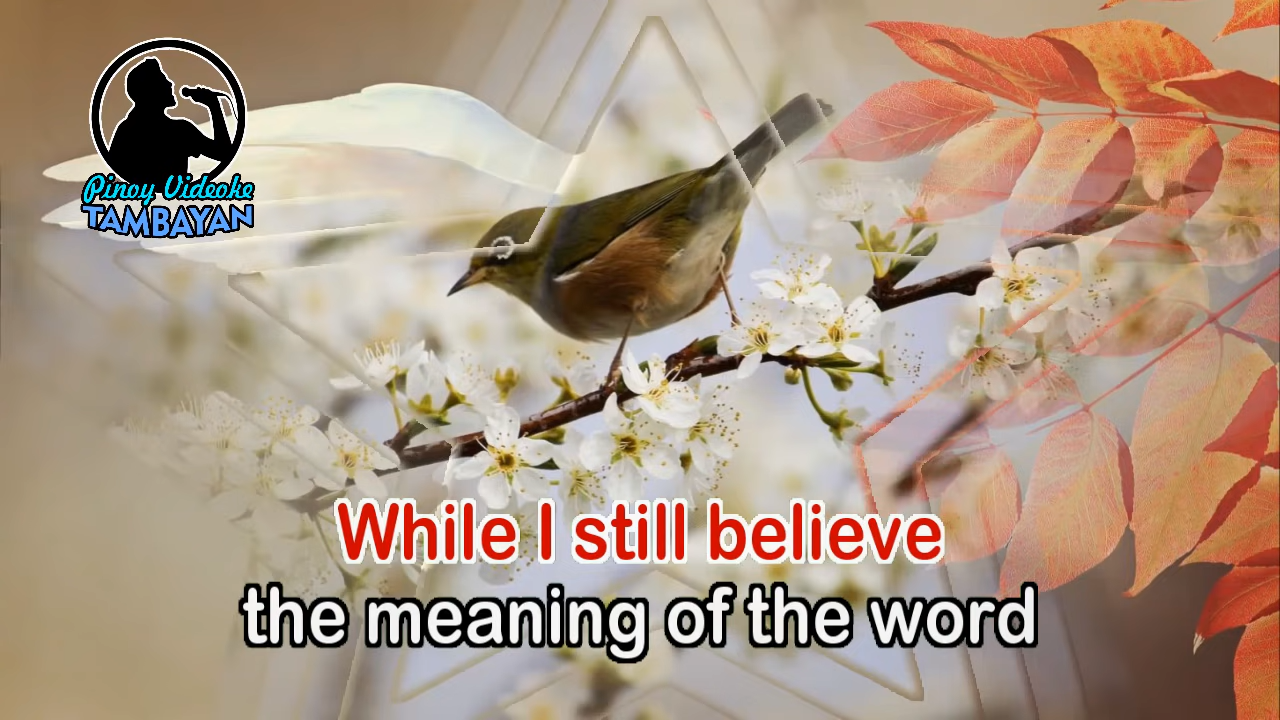 Pinoy Videoke
TAMBAYAN
While I still believe
the meaning of the word